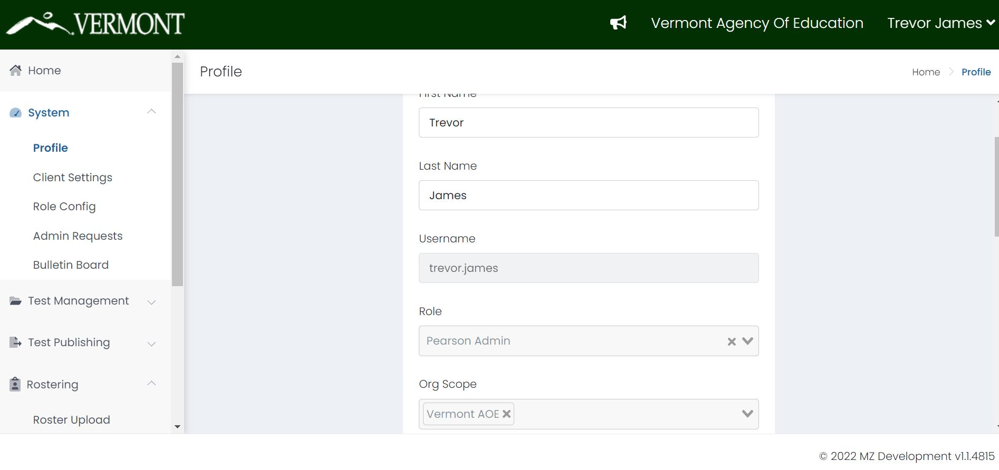 VERMONT
Vermont Agency Of Education
Trevor James
Home
System
Profile
Client Settings
Role Config
Admin Requests
Bulletin Board
Test Management
Test Publishing
Rostering
Roster Upload
Profile
Home
Profile
First Name
Trevor
Last Name
James
Username
trevor.james
Role
Pearson Admin
Org Scope
Vermont AOE
© 2022 MZ Development v1.1.4815